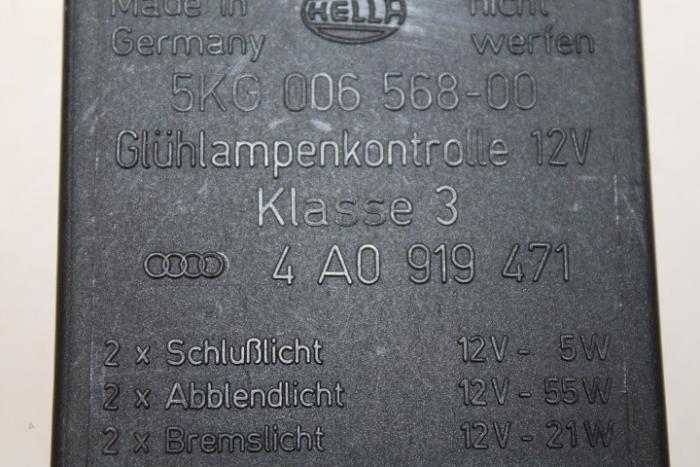 Made in HELLA nicht
Germany werfen
5KG 006 568-00
Glühlampenkontrolle 12V
Klasse 3
4 A0 919 471
2 x Schlußlicht 12V - 5W
2 x Abblendlicht 12V - 55W
2 x Bremslicht 12V - 21W